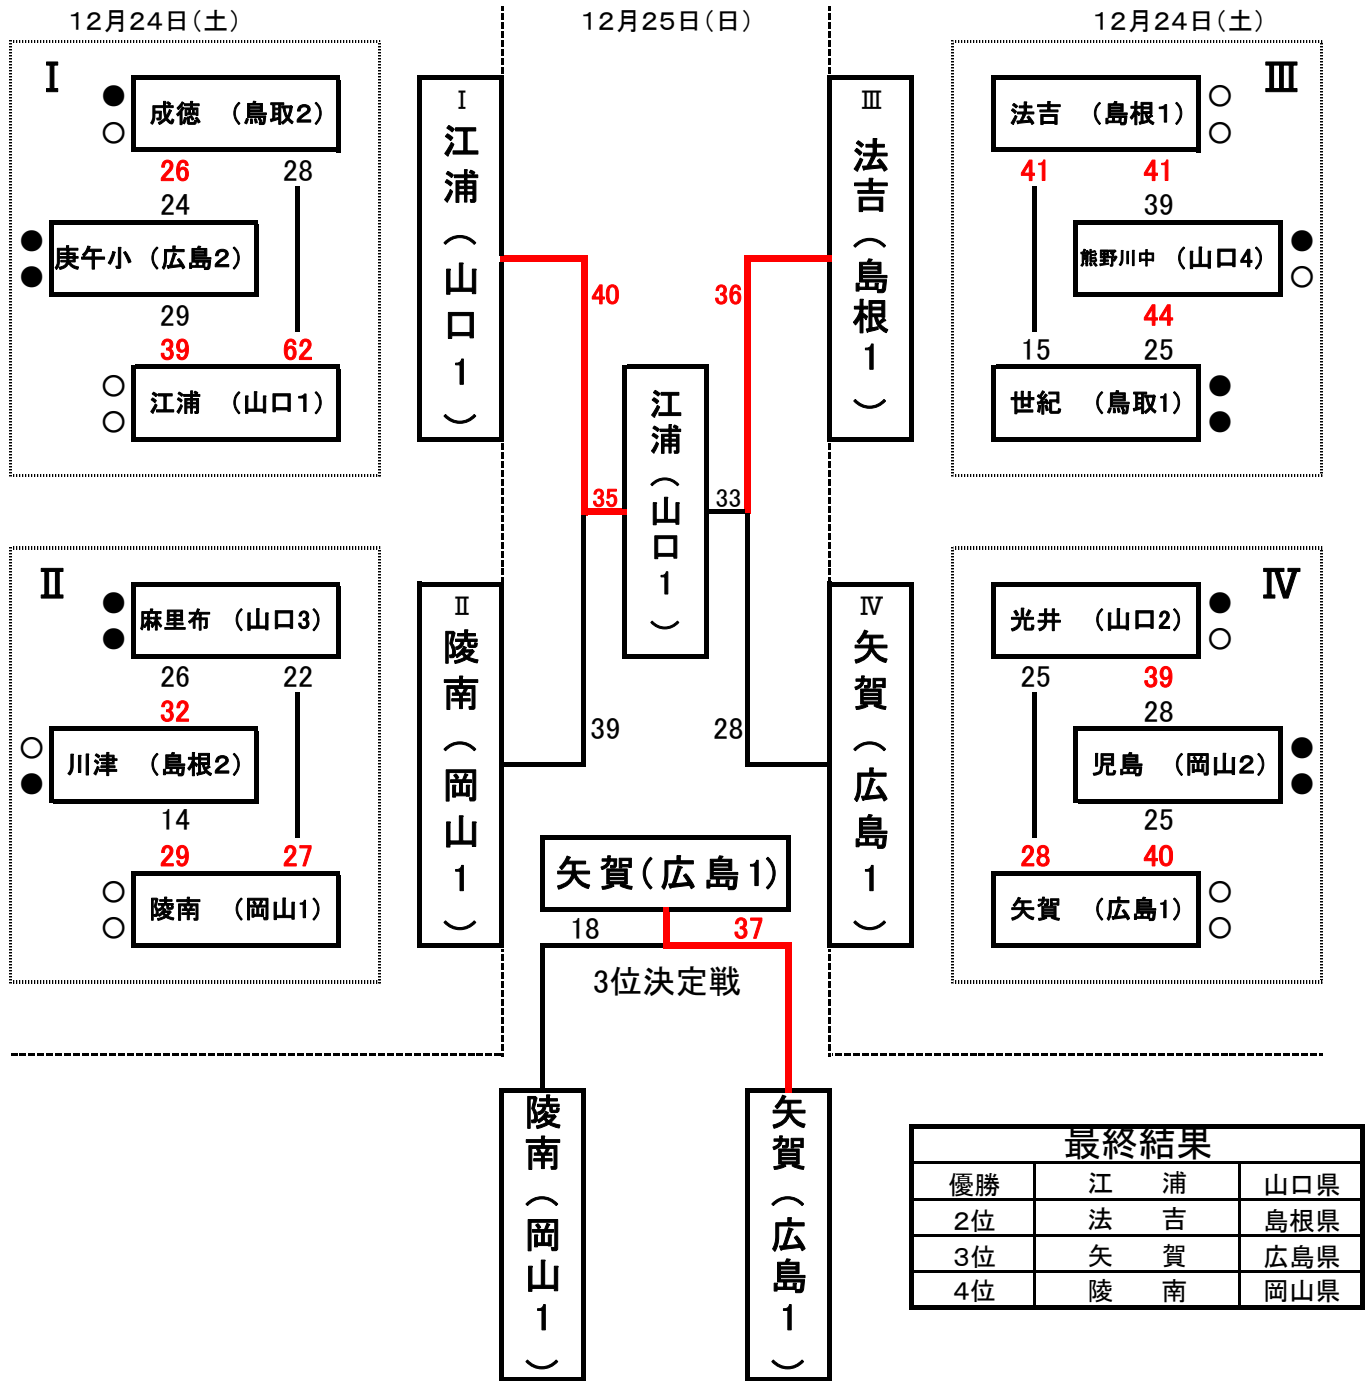 12月24日(土)
12月25日(日)
12月24日(土)
Ⅰ
成徳 (鳥取2)
26 28
24
庚午小 (広島2)
29
39 62
江浦 (山口1)
Ⅱ
麻里布 (山口3)
26 22
32
川津 (島根2)
14
29 27
陵南 (岡山1)
Ⅰ
江浦(山口1)
Ⅱ
陵南(岡山1)
40
36
江浦(山口1)
35
33
39
28
矢賀(広島1)
18
37
3位決定戦
陵南(岡山1)
矢賀(広島1)
Ⅲ
法吉(島根1)
Ⅳ
矢賀(広島1)
Ⅲ
法吉 (島根1)
41 41
39
熊野川中 (山口4)
44
15 25
世紀 (鳥取1)
Ⅳ
光井 (山口2)
25 39
28
児島 (岡山2)
25
28 40
矢賀 (広島1)
最終結果
優勝 江 浦 山口県
2位 法 吉 島根県
3位 矢 賀 広島県
4位 陵 南 岡山県